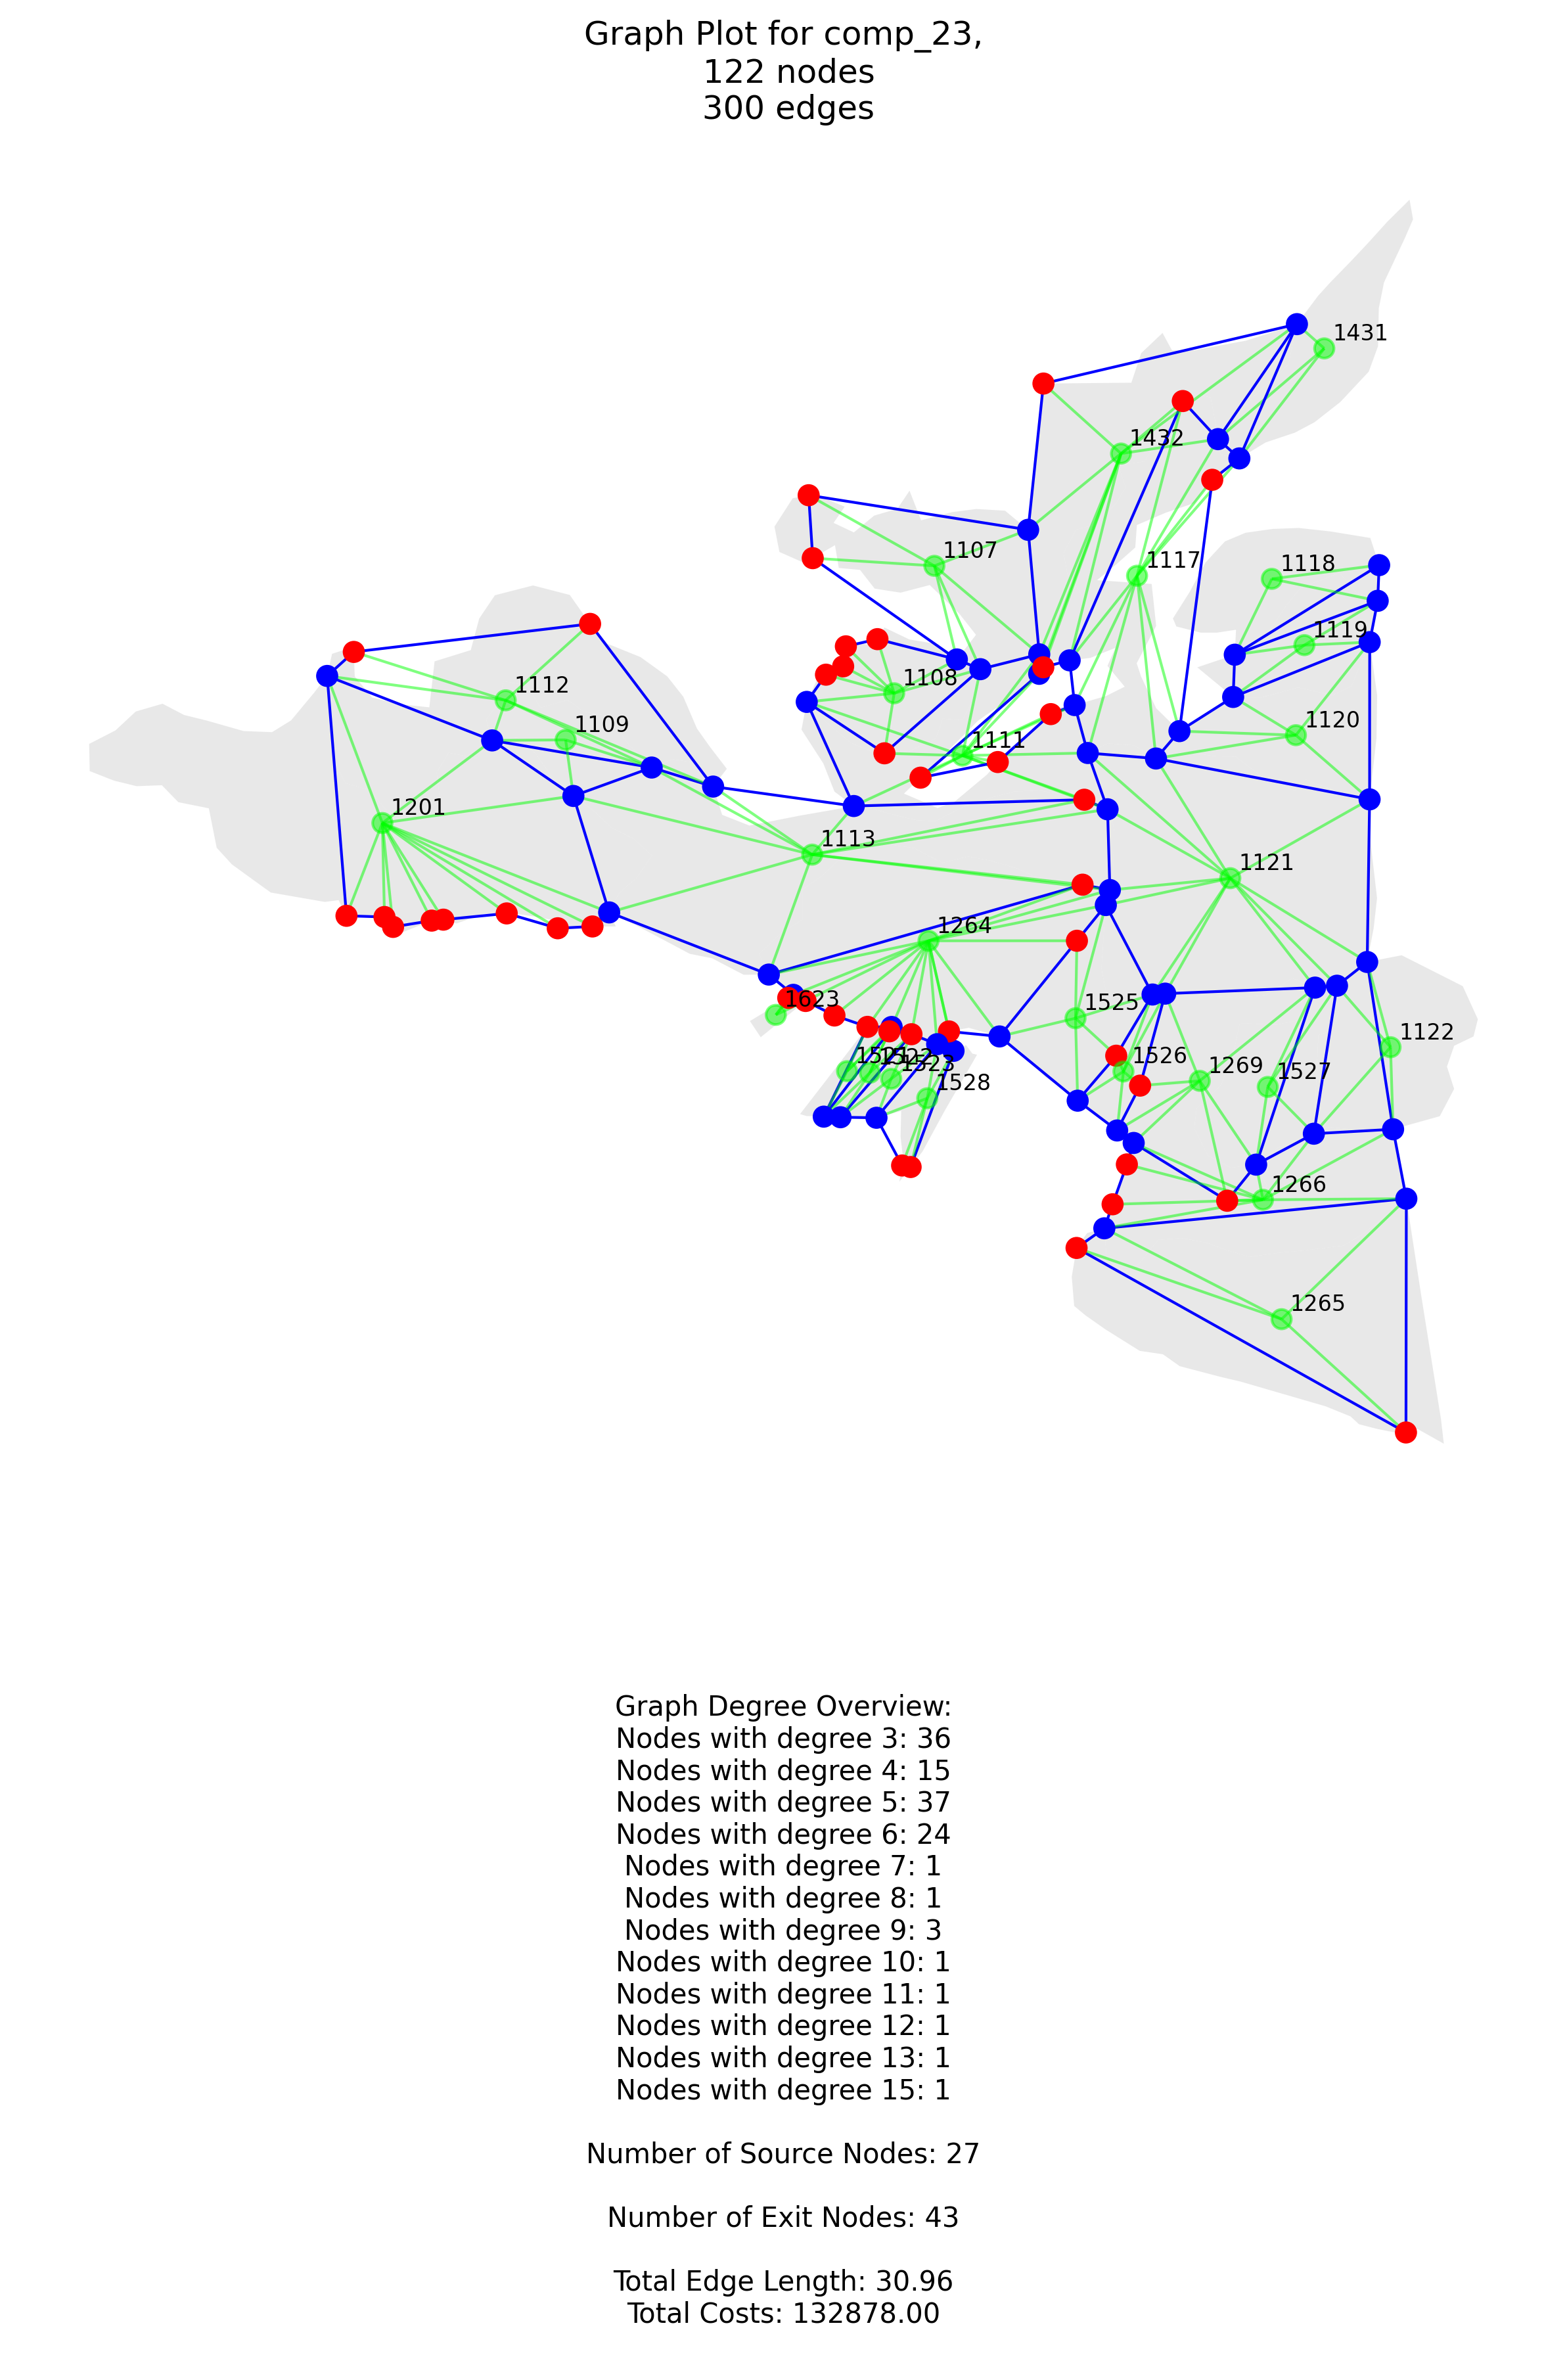 Graph Plot for comp_23,
122 nodes
300 edges
1431
1432
1107
1117
1118
1119
1108
1112
1120
1109
1111
1201
1113
1121
1264
1623
1525
1122
1521
1522
1523
1526
1269
1527
1528
1266
1265
Graph Degree Overview:
Nodes with degree 3: 36
Nodes with degree 4: 15
Nodes with degree 5: 37
Nodes with degree 6: 24
Nodes with degree 7: 1
Nodes with degree 8: 1
Nodes with degree 9: 3
Nodes with degree 10: 1
Nodes with degree 11: 1
Nodes with degree 12: 1
Nodes with degree 13: 1
Nodes with degree 15: 1
Number of Source Nodes: 27
Number of Exit Nodes: 43
Total Edge Length: 30.96
Total Costs: 132878.00